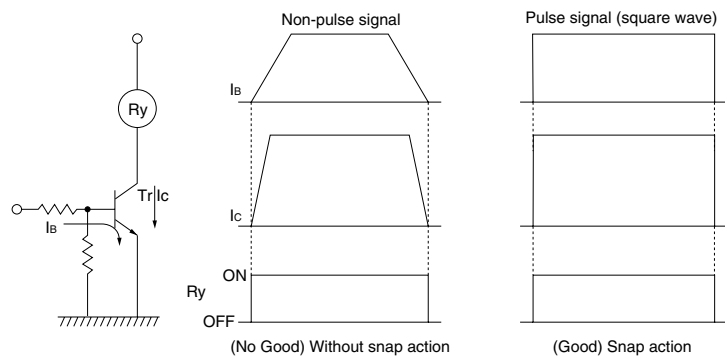 Non-pulse signal
Pulse signal (square wave)
IB
Ry
Tr Ic
IB
IC
ON
Ry
OFF
(No Good) Without snap action
(Good) Snap action